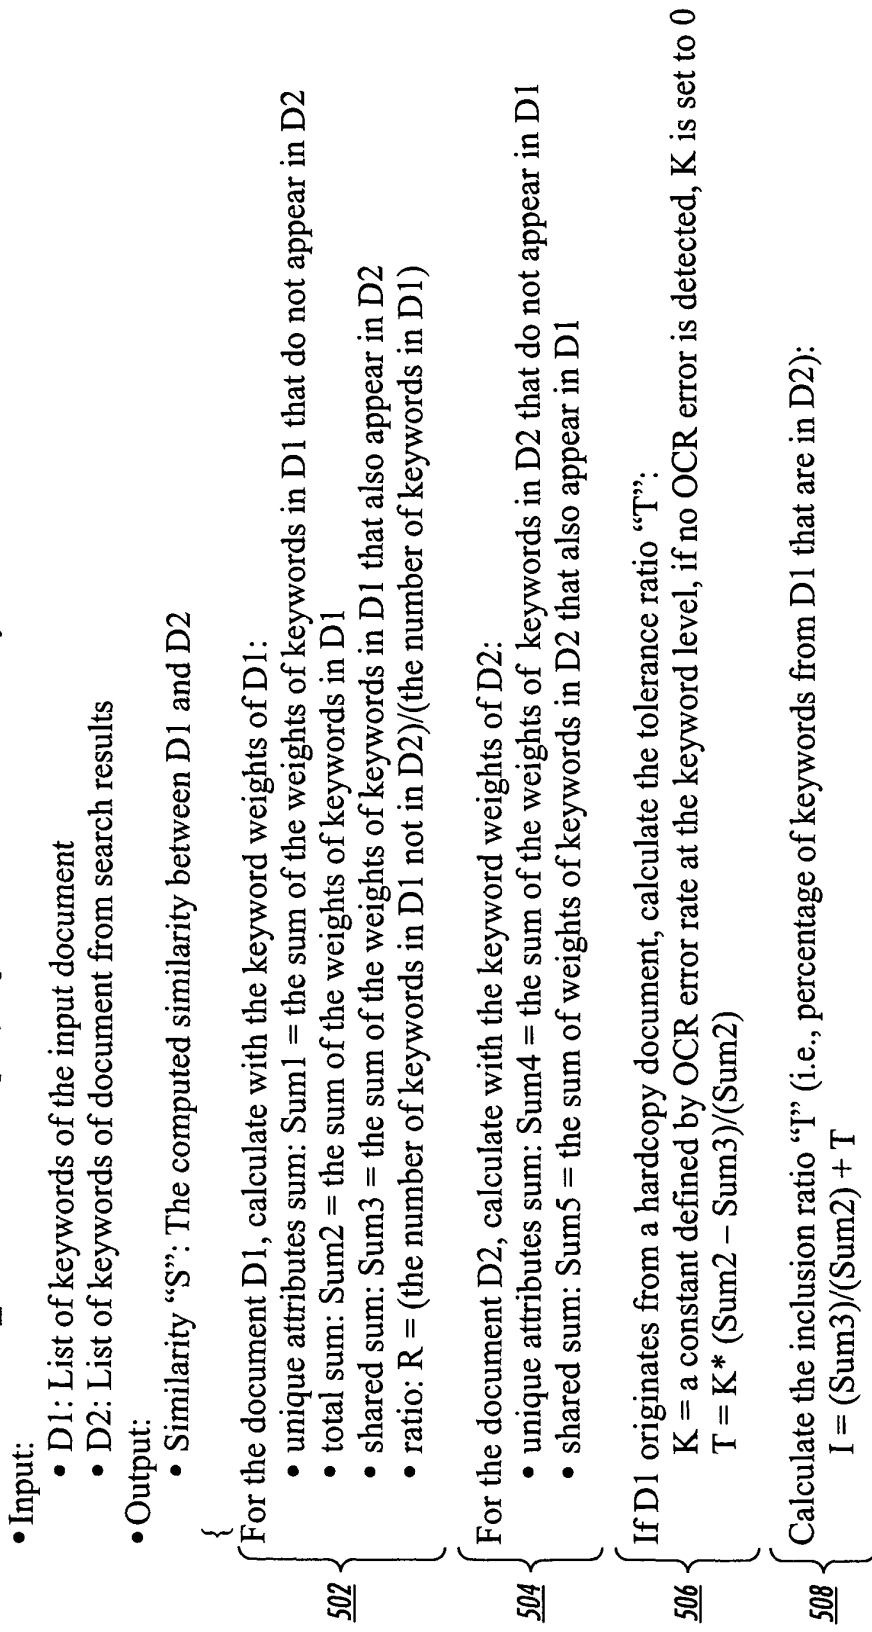 • Input:
• D1: List of keywords of the input document
• D2: List of keywords of document from search results
• Output:
• Similarity “S”: The computed similarity between D1 and D2
{
For the document D1, calculate with the keyword weights of D1:
• unique attributes sum: Sum1 = the sum of the weights of keywords in D1 that do not appear in D2
• total sum: Sum2 = the sum of the weights of keywords in D1
• shared sum: Sum3 = the sum of the weights of keywords in D1 that also appear in D2
• ratio: R = (the number of keywords in D1 not in D2)/(the number of keywords in D1)
502
For the document D2, calculate with the keyword weights of D2:
• unique attributes sum: Sum4 = the sum of the weights of keywords in D2 that do not appear in D1
• shared sum: Sum5 = the sum of weights of keywords in D2 that also appear in D1
504
If D1 originates from a hardcopy document, calculate the tolerance ratio “T”:
K = a constant defined by OCR error rate at the keyword level, if no OCR error is detected, K is set to 0
T = K* (Sum2 – Sum3)/(Sum2)
506
Calculate the inclusion ratio “I” (i.e., percentage of keywords from D1 that are in D2):
I = (Sum3)/(Sum2) + T
508